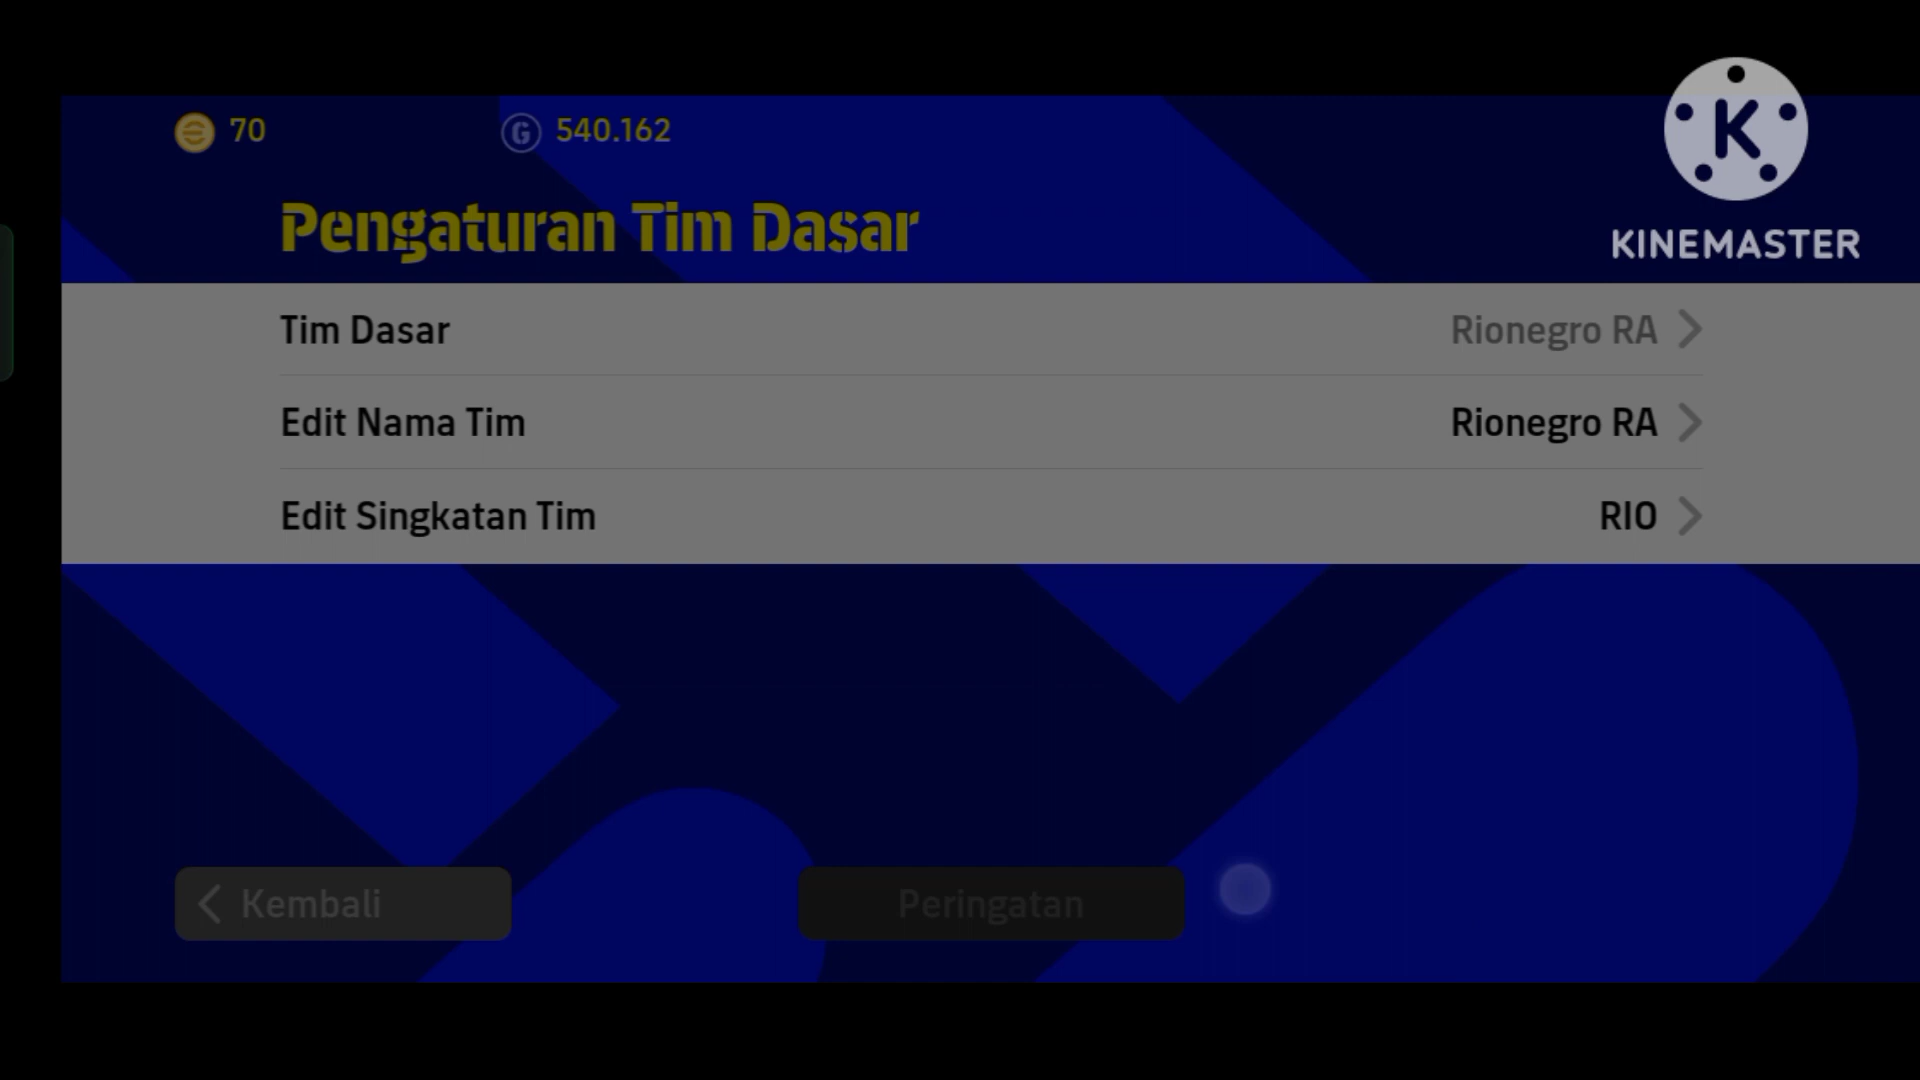 70
540.162
K
KINEMASTER
Pengaturan Tim Dasar
Tim Dasar
Rionegro RA
Edit Nama Tim
Rionegro RA
Edit Singkatan Tim
RIO
Kembali
Peringatan